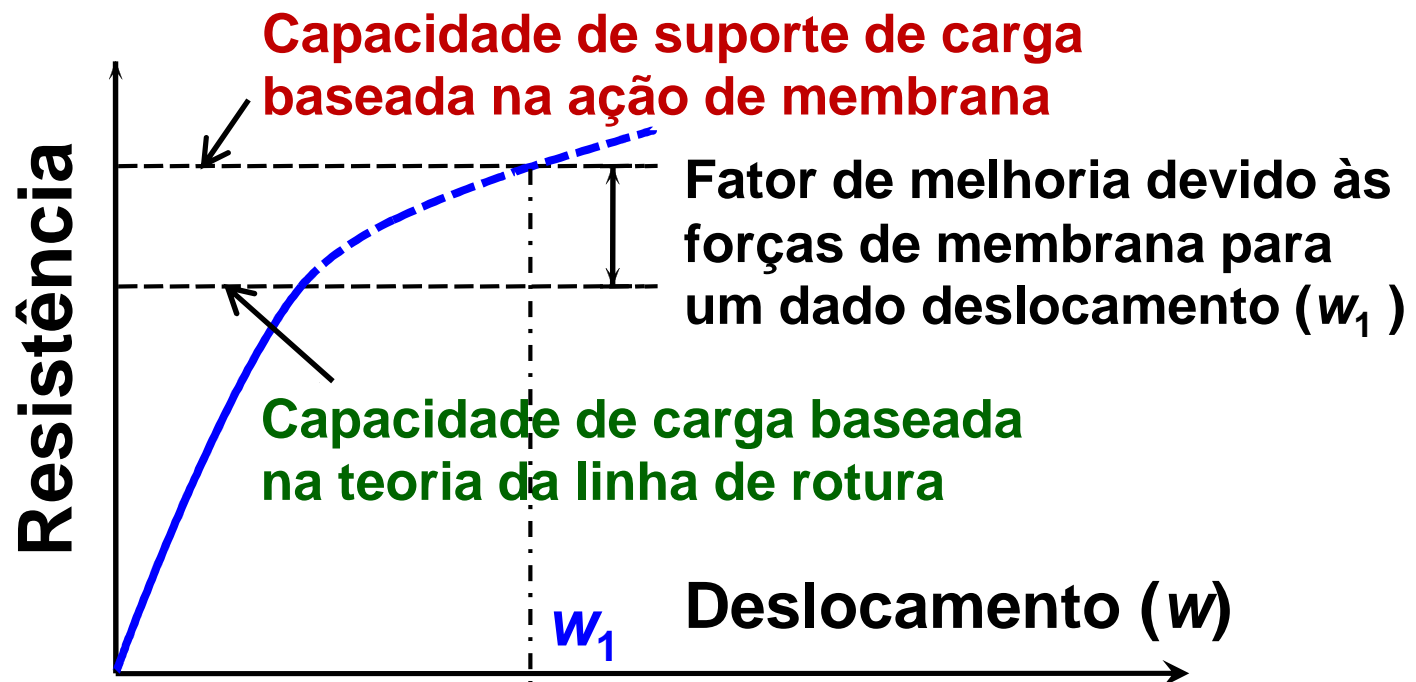 Capacidade de suporte de carga
baseada na ação de membrana
Resistência
Fator de melhoria devido às
forças de membrana para
um dado deslocamento (w₁ )
Capacidade de carga baseada
na teoria da linha de rotura
w₁
Deslocamento (w)